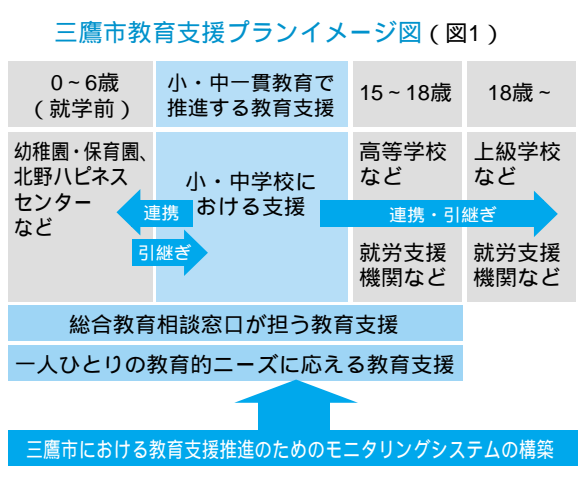 三鷹市教育支援プランイメージ図(図1)
0~6歳
(就学前)
小・中一貫教育で
推進する教育支援
15~18歳
18歳~
幼稚園・保育園、
北野ハピネス
センター
など
小・中学校に
おける支援
高等学校
など
上級学校
など
連携
引継ぎ
連携・引継ぎ
就労支援
機関など
就労支援
機関など
総合教育相談窓口が担う教育支援
一人ひとりの教育的ニーズに応える教育支援
三鷹市における教育支援推進のためのモニタリングシステムの構築